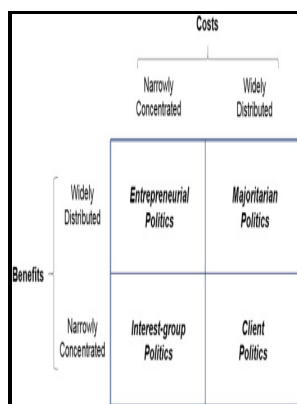 Costs
Narrowly
Concentrated
Widely
Distributed
Benefits
Widely
Distributed
Entrepreneurial
Politics
Majoritarian
Politics
Narrowly
Concentrated
Interest-group
Politics
Client
Politics